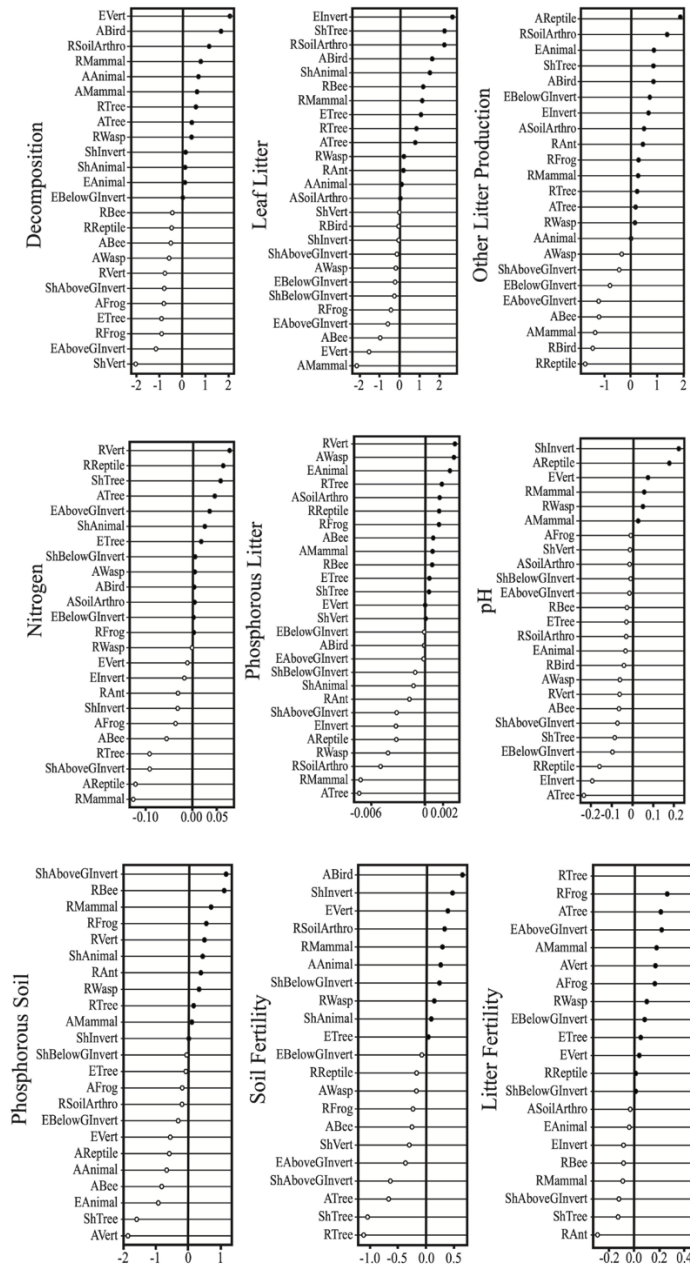 Decomposition
EVert
ABird
RSoilArthro
RMammal
AAnimal
AMammal
RTree
ATree
RWasp
ShInvert
ShAnimal
EAnimal
EBelowGInvert
RBee
RReptile
ABee
AWasp
RVert
ShAboveGInvert
AFrog
ETree
RFrog
EAboveGInvert
ShVert
-2 -1 0 1 2
Leaf Litter
EInvert
ShTree
RSoilArthro
ABird
ShAnimal
RBee
RMammal
ETree
RTree
ATree
RWasp
RAnt
AAnimal
ASoilArthro
ShVert
RBird
ShInvert
ShAboveGInvert
AWasp
EBelowGInvert
ShBelowGInvert
RFrog
EAboveGInvert
ABee
EVert
AMammal
-2 -1 0 1 2
Other Litter Production
AReptile
RSoilArthro
EAnimal
ShTree
ABird
EBelowGInvert
EInvert
ASoilArthro
RAnt
RFrog
RMammal
RTree
ATree
RWasp
AAnimal
AWasp
ShAboveGInvert
EBelowGInvert
EAboveGInvert
ABee
AMammal
RBird
RReptile
-1 0 1 2
Nitrogen
RVert
RReptile
ShTree
ATree
EAboveGInvert
ShAnimal
ETree
ShBelowGInvert
AWasp
ABird
ASoilArthro
EBelowGInvert
RFrog
RWasp
EVert
EInvert
RAnt
ShInvert
AFrog
ABee
RTree
ShAboveGInvert
AReptile
RMammal
-0.10 0.00 0.05
Phosphorous Litter
RVert
AWasp
EAnimal
RTree
ASoilArthro
RReptile
RFrog
ABee
AMammal
RBee
ETree
ShTree
EVert
ShVert
EBelowGInvert
ABird
EAboveGInvert
ShBelowGInvert
ShAnimal
RAnt
ShAboveGInvert
EInvert
AReptile
RWasp
RSoilArthro
RMammal
ATree
-0.006 0 0.002
pH
ShInvert
AReptile
EVert
RMammal
RWasp
AMammal
AFrog
ShVert
ASoilArthro
ShBelowGInvert
EAboveGInvert
RBee
ETree
RSoilArthro
EAnimal
RBird
AWasp
RVert
ABee
ShAboveGInvert
ShTree
EBelowGInvert
RReptile
EInvert
ATree
-0.2 -0.1 0 0.1 0.2
Phosphorous Soil
ShAboveGInvert
RBee
RMammal
RFrog
RVert
ShAnimal
RAnt
RWasp
RTree
AMammal
ShInvert
ShBelowGInvert
ETree
AFrog
RSoilArthro
EBelowGInvert
EVert
AReptile
AAnimal
ABee
EAnimal
ShTree
AVert
-2 -1 0 1
Soil Fertility
ABird
ShInvert
EVert
RSoilArthro
RMammal
AAnimal
ShBelowGInvert
RWasp
ShAnimal
ETree
EBelowGInvert
RReptile
AWasp
RFrog
ABee
ShVert
EAboveGInvert
ShAboveGInvert
ATree
ShTree
RTree
-1.0 -0.5 0.0 0.5
Litter Fertility
RTree
RFrog
ATree
EAboveGInvert
AMammal
AVert
AFrog
RWasp
EBelowGInvert
ETree
EVert
RReptile
ShBelowGInvert
ASoilArthro
EAnimal
EInvert
RBee
RMammal
ShAboveGInvert
ShTree
RAnt
-0.2 0 0.2 0.4